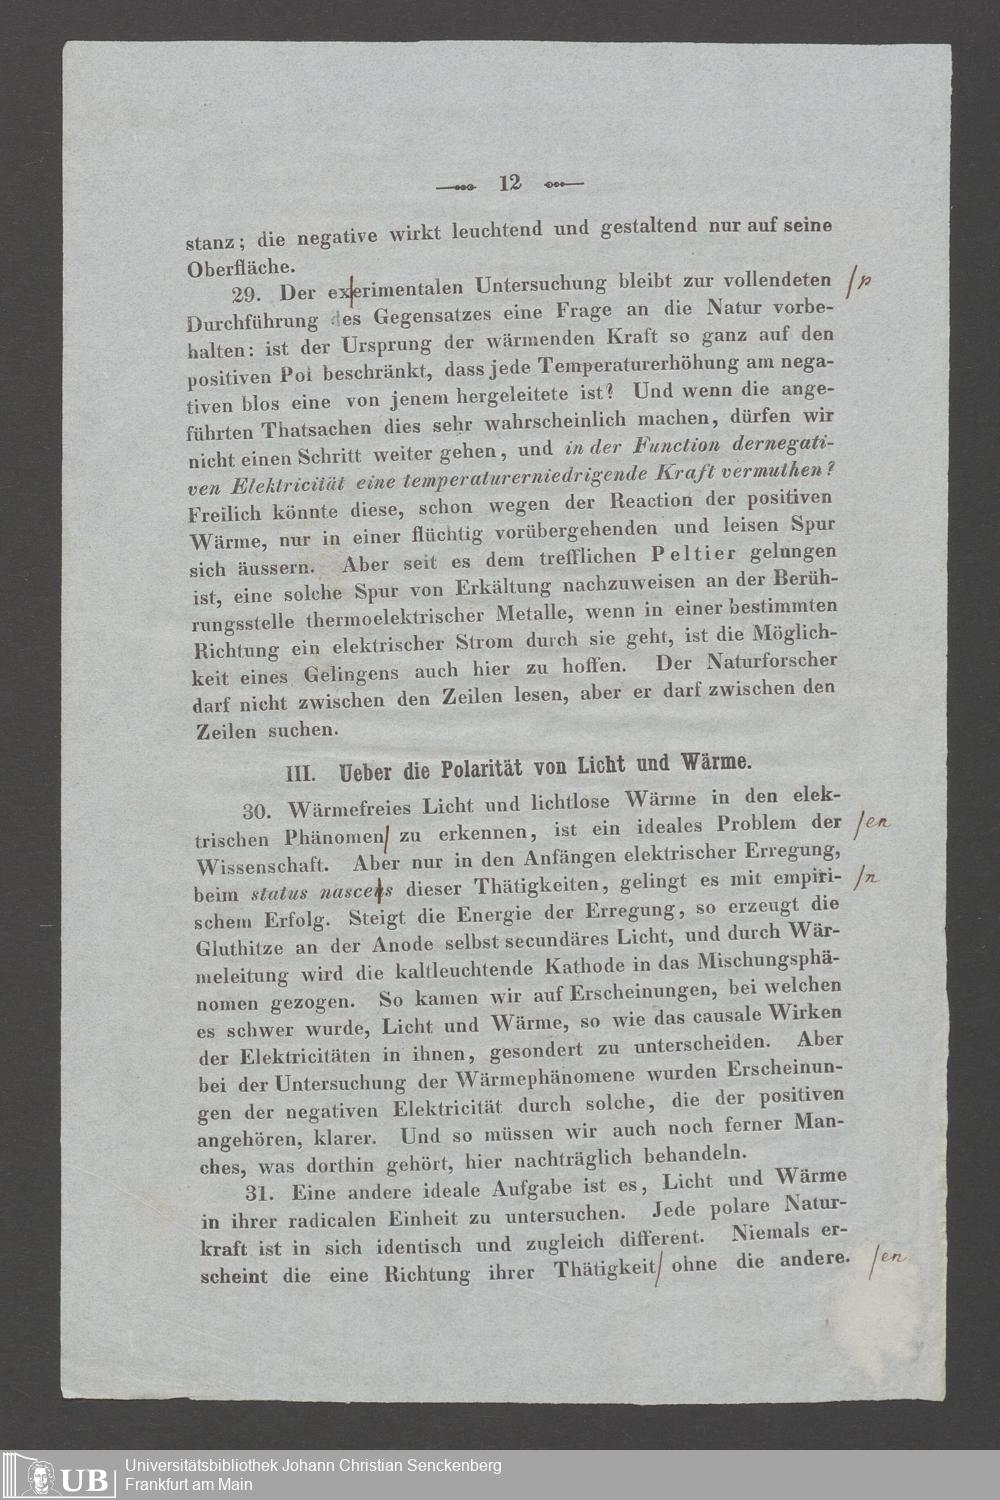 12
stanz; die negative wirkt leuchtend und gestaltend nur auf seine
Oberfläche.
29. Der exerimentalen Untersuchung bleibt zur vollendeten /p
Durchführung des Gegensatzes eine Frage an die Natur vorbe-
halten: ist der Ursprung der wärmenden Kraft so ganz auf den
positiven Pol beschränkt, dass jede Temperaturerhöhung am nega-
tiven blos eine von jenem hergeleitete ist? Und wenn die ange-
führten Thatsachen dies sehr wahrscheinlich machen, dürfen wir
nicht einen Schritt weiter gehen, und in der Function dernegati-
ven Elektricität eine temperaturerniedrigende Kraft vermuthen?
Freilich könnte diese, schon wegen der Reaction der positiven
Wärme, nur in einer flüchtig vorübergehenden und leisen Spur
sich äussern. Aber seit es dem trefflichen Peltier gelungen
ist, eine solche Spur von Erkältung nachzuweisen an der Berüh-
rungsstelle thermoelektrischer Metalle, wenn in einer bestimmten
Richtung ein elektrischer Strom durch sie geht, ist die Möglich-
keit eines Gelingens auch hier zu hoffen. Der Naturforscher
darf nicht zwischen den Zeilen lesen, aber er darf zwischen den
Zeilen suchen.
III. Ueber die Polarität von Licht und Wärme.
30. Wärmefreies Licht und lichtlose Wärme in den elek-
trischen Phänomen/ zu erkennen, ist ein ideales Problem der /en
Wissenschaft. Aber nur in den Anfängen elektrischer Erregung,
beim status nascens dieser Thätigkeiten, gelingt es mit empiri- /n
schem Erfolg. Steigt die Energie der Erregung, so erzeugt die
Gluthitze an der Anode selbst secundäres Licht, und durch Wär-
meleitung wird die kaltleuchtende Kathode in das Mischungsphä-
nomen gezogen. So kamen wir auf Erscheinungen, bei welchen
es schwer wurde, Licht und Wärme, so wie das causale Wirken
der Elektricitäten in ihnen, gesondert zu unterscheiden. Aber
bei der Untersuchung der Wärmephänomene wurden Erscheinun-
gen der negativen Elektricität durch solche, die der positiven
angehören, klarer. Und so müssen wir auch noch ferner Man-
ches, was dorthin gehört, hier nachträglich behandeln.
31. Eine andere ideale Aufgabe ist es, Licht und Wärme
in ihrer radicalen Einheit zu untersuchen. Jede polare Natur-
kraft ist in sich identisch und zugleich different. Niemals er-
scheint die eine Richtung ihrer Thätigkeit/ ohne die andere. /en
UB
Universitätsbibliothek Johann Christian Senckenberg
Frankfurt am Main